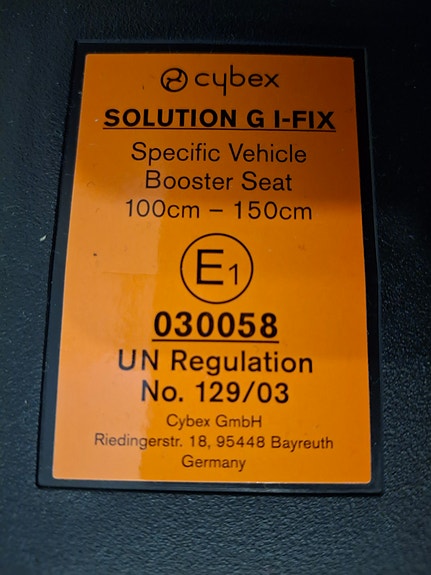 cybex
SOLUTION G I-FIX
Specific Vehicle
Booster Seat
100cm – 150cm
E1
030058
UN Regulation
No. 129/03
Cybex GmbH
Riedingerstr. 18, 95448 Bayreuth
Germany